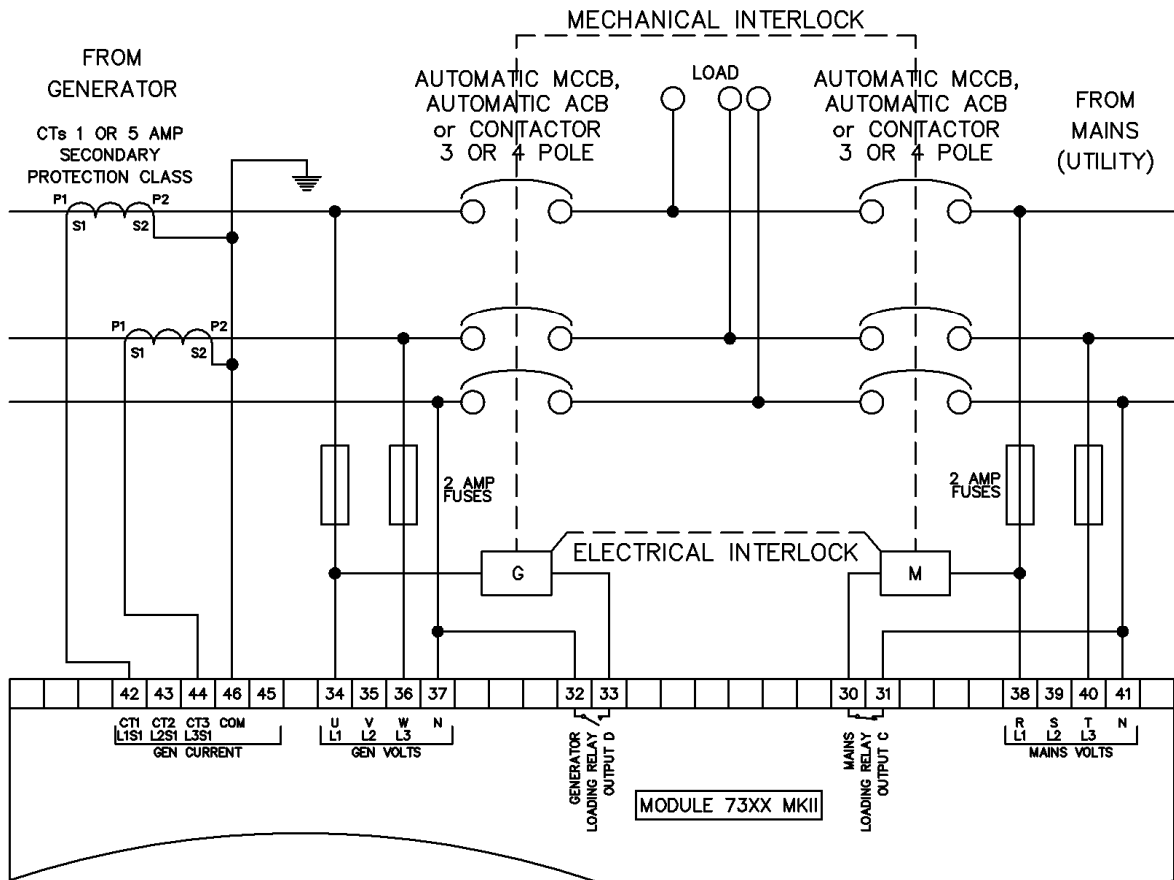 MECHANICAL INTERLOCK
FROM
GENERATOR
CTs 1 OR 5 AMP
SECONDARY
PROTECTION CLASS
AUTOMATIC MCCB,
AUTOMATIC ACB
or CONTACTOR
3 OR 4 POLE
LOAD
AUTOMATIC MCCB,
AUTOMATIC ACB
or CONTACTOR
3 OR 4 POLE
FROM
MAINS
(UTILITY)
P1
P2
S1
S2
P1
P2
S1
S2
2 AMP
FUSES
2 AMP
FUSES
ELECTRICAL INTERLOCK
G
M
42 43 44 46 45 34 35 36 37 32 33 30 31 38 39 40 41
CT1 CT2 CT3 COM
L1S1 L2S1 L3S1
GEN CURRENT
U V W N
L1 L2 L3
GEN VOLTS
GENERATOR
LOADING RELAY
OUTPUT D
MAINS
LOADING RELAY
OUTPUT C
R S T N
L1 L2 L3
MAINS VOLTS
MODULE 73XX MKII